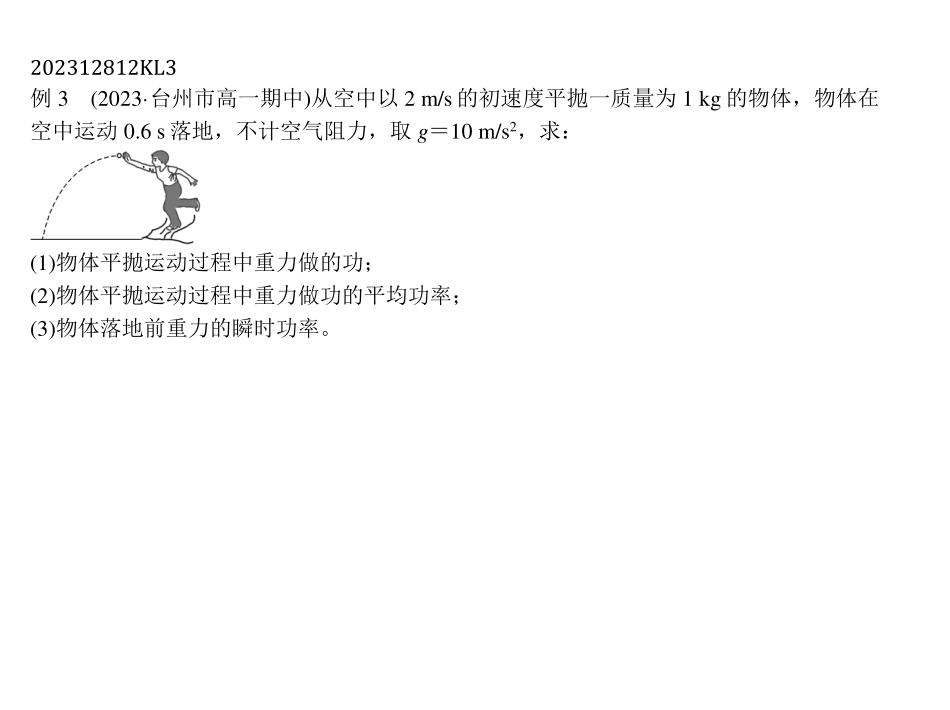 202312812KL3
例 3　(2023·台州市高一期中)从空中以 2 m/s 的初速度平抛一质量为 1 kg 的物体，物体在
空中运动 0.6 s 落地，不计空气阻力，取 g＝10 m/s²，求：
(1)物体平抛运动过程中重力做的功；
(2)物体平抛运动过程中重力做功的平均功率；
(3)物体落地前重力的瞬时功率。